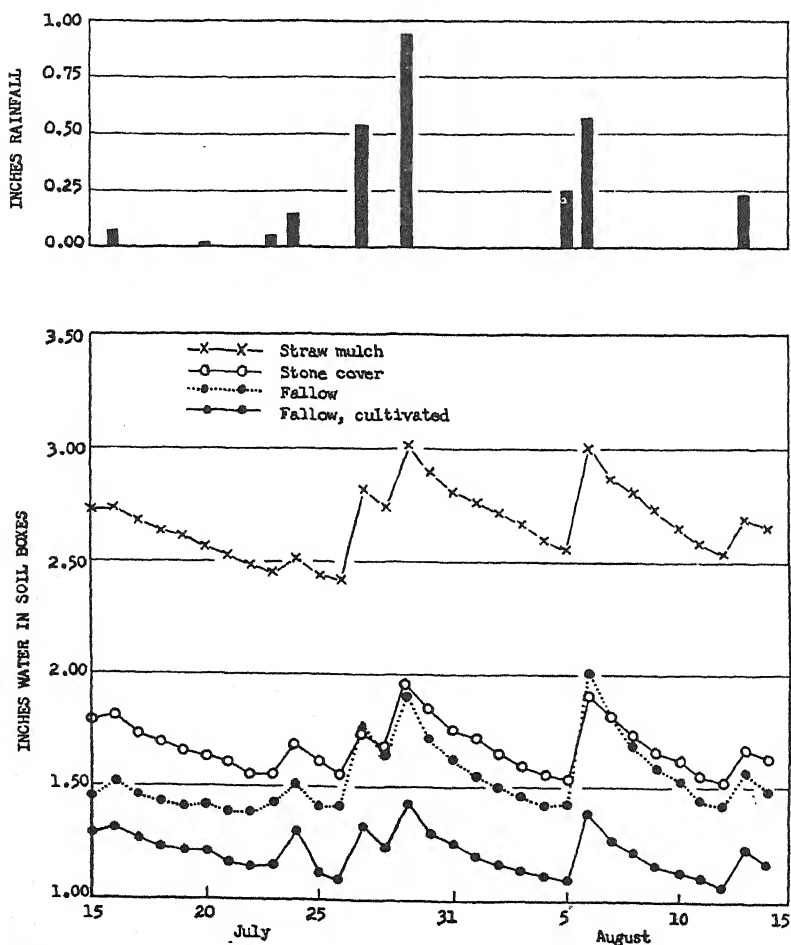 INCHES RAINFALL
1.00
0.75
0.50
0.25
0.00
INCHES WATER IN SOIL BOXES
3.50
3.00
2.50
2.00
1.50
1.00
Straw mulch
Stone cover
Fallow
Fallow, cultivated
15 20 25 31 5 10 15
July August